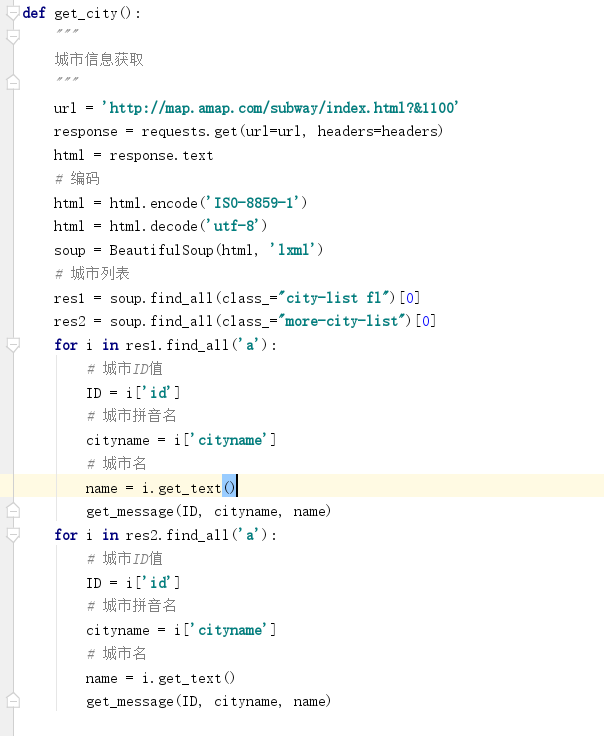 def get_city():
    """
    城市信息获取
    """
    url = 'http://map.amap.com/subway/index.html?&1100'
    response = requests.get(url=url, headers=headers)
    html = response.text
    # 编码
    html = html.encode('ISO-8859-1')
    html = html.decode('utf-8')
    soup = BeautifulSoup(html, 'lxml')
    # 城市列表
    res1 = soup.find_all(class_="city-list fl")[0]
    res2 = soup.find_all(class_="more-city-list")[0]
    for i in res1.find_all('a'):
        # 城市ID值
        ID = i['id']
        # 城市拼音名
        cityname = i['cityname']
        # 城市名
        name = i.get_text()
        get_message(ID, cityname, name)
    for i in res2.find_all('a'):
        # 城市ID值
        ID = i['id']
        # 城市拼音名
        cityname = i['cityname']
        # 城市名
        name = i.get_text()
        get_message(ID, cityname, name)